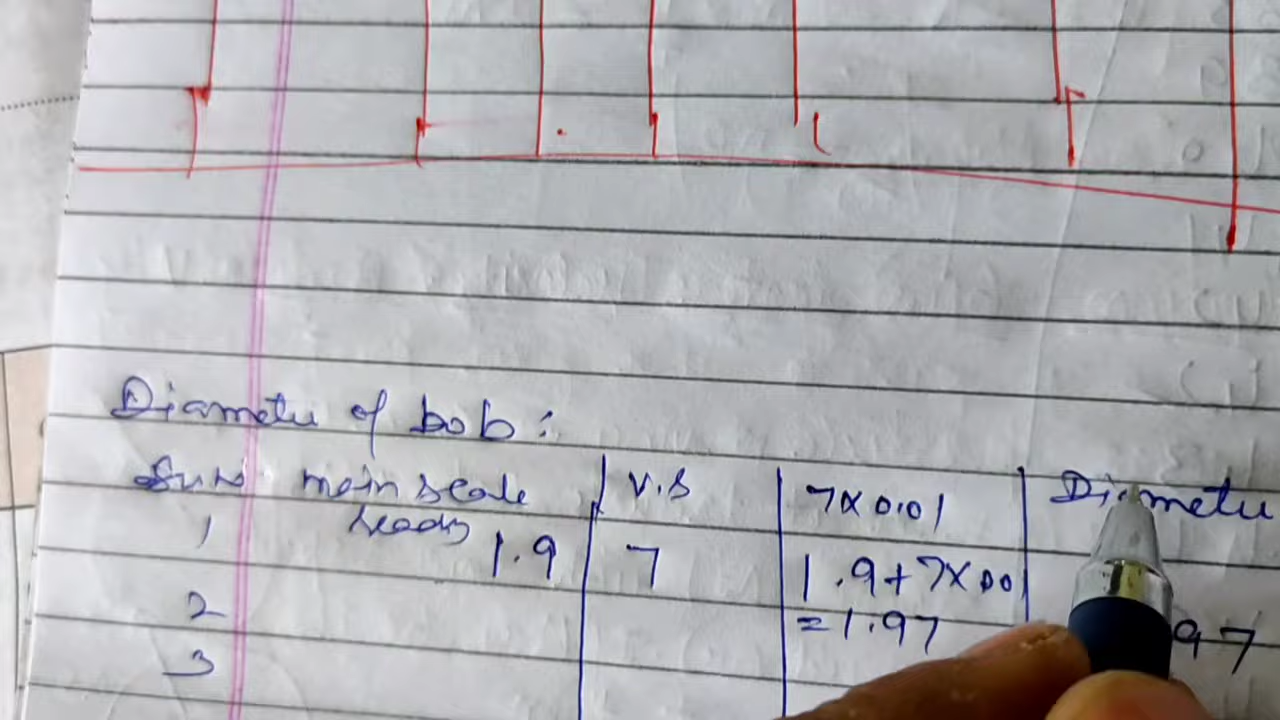 Diameter of bob :
S.No main scale reading V.S 7x0.01 Diameter
1 1.9 7 1.9+7x0.01 =1.97 97
2
3